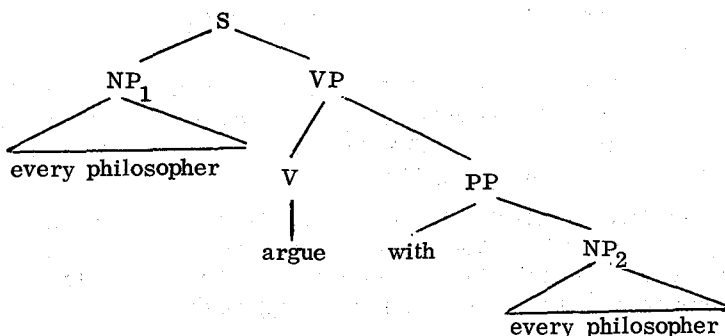 S
NP1 VP
every philosopher V PP
argue with NP2
every philosopher